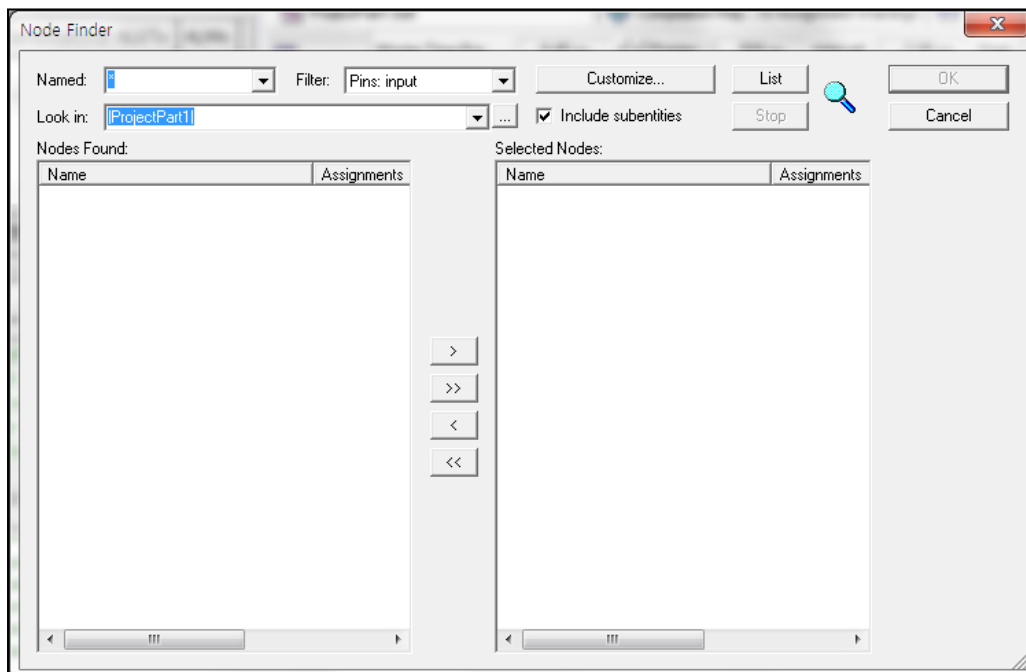 Node Finder
Named: * Filter: Pins: input Customize... List OK
Look in: |ProjectPart1| ... Include subentities Stop Cancel
Nodes Found: Selected Nodes:
Name Assignments Name Assignments
>
>>
<
<<